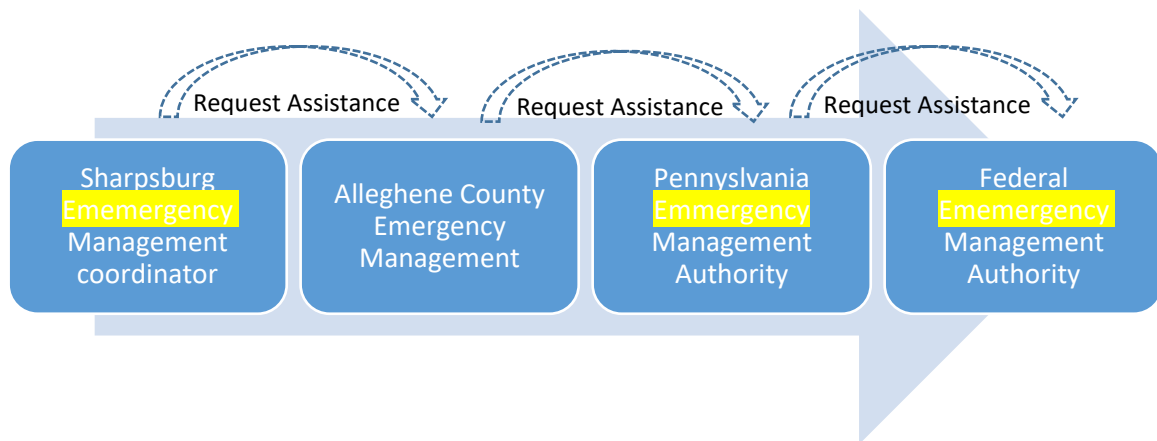 Request Assistance
Request Assistance
Request Assistance
Sharpsburg
Ememergency
Management
coordinator
Alleghene County
Emergency
Management
Pennyslvania
Emmergency
Management
Authority
Federal
Ememergency
Management
Authority